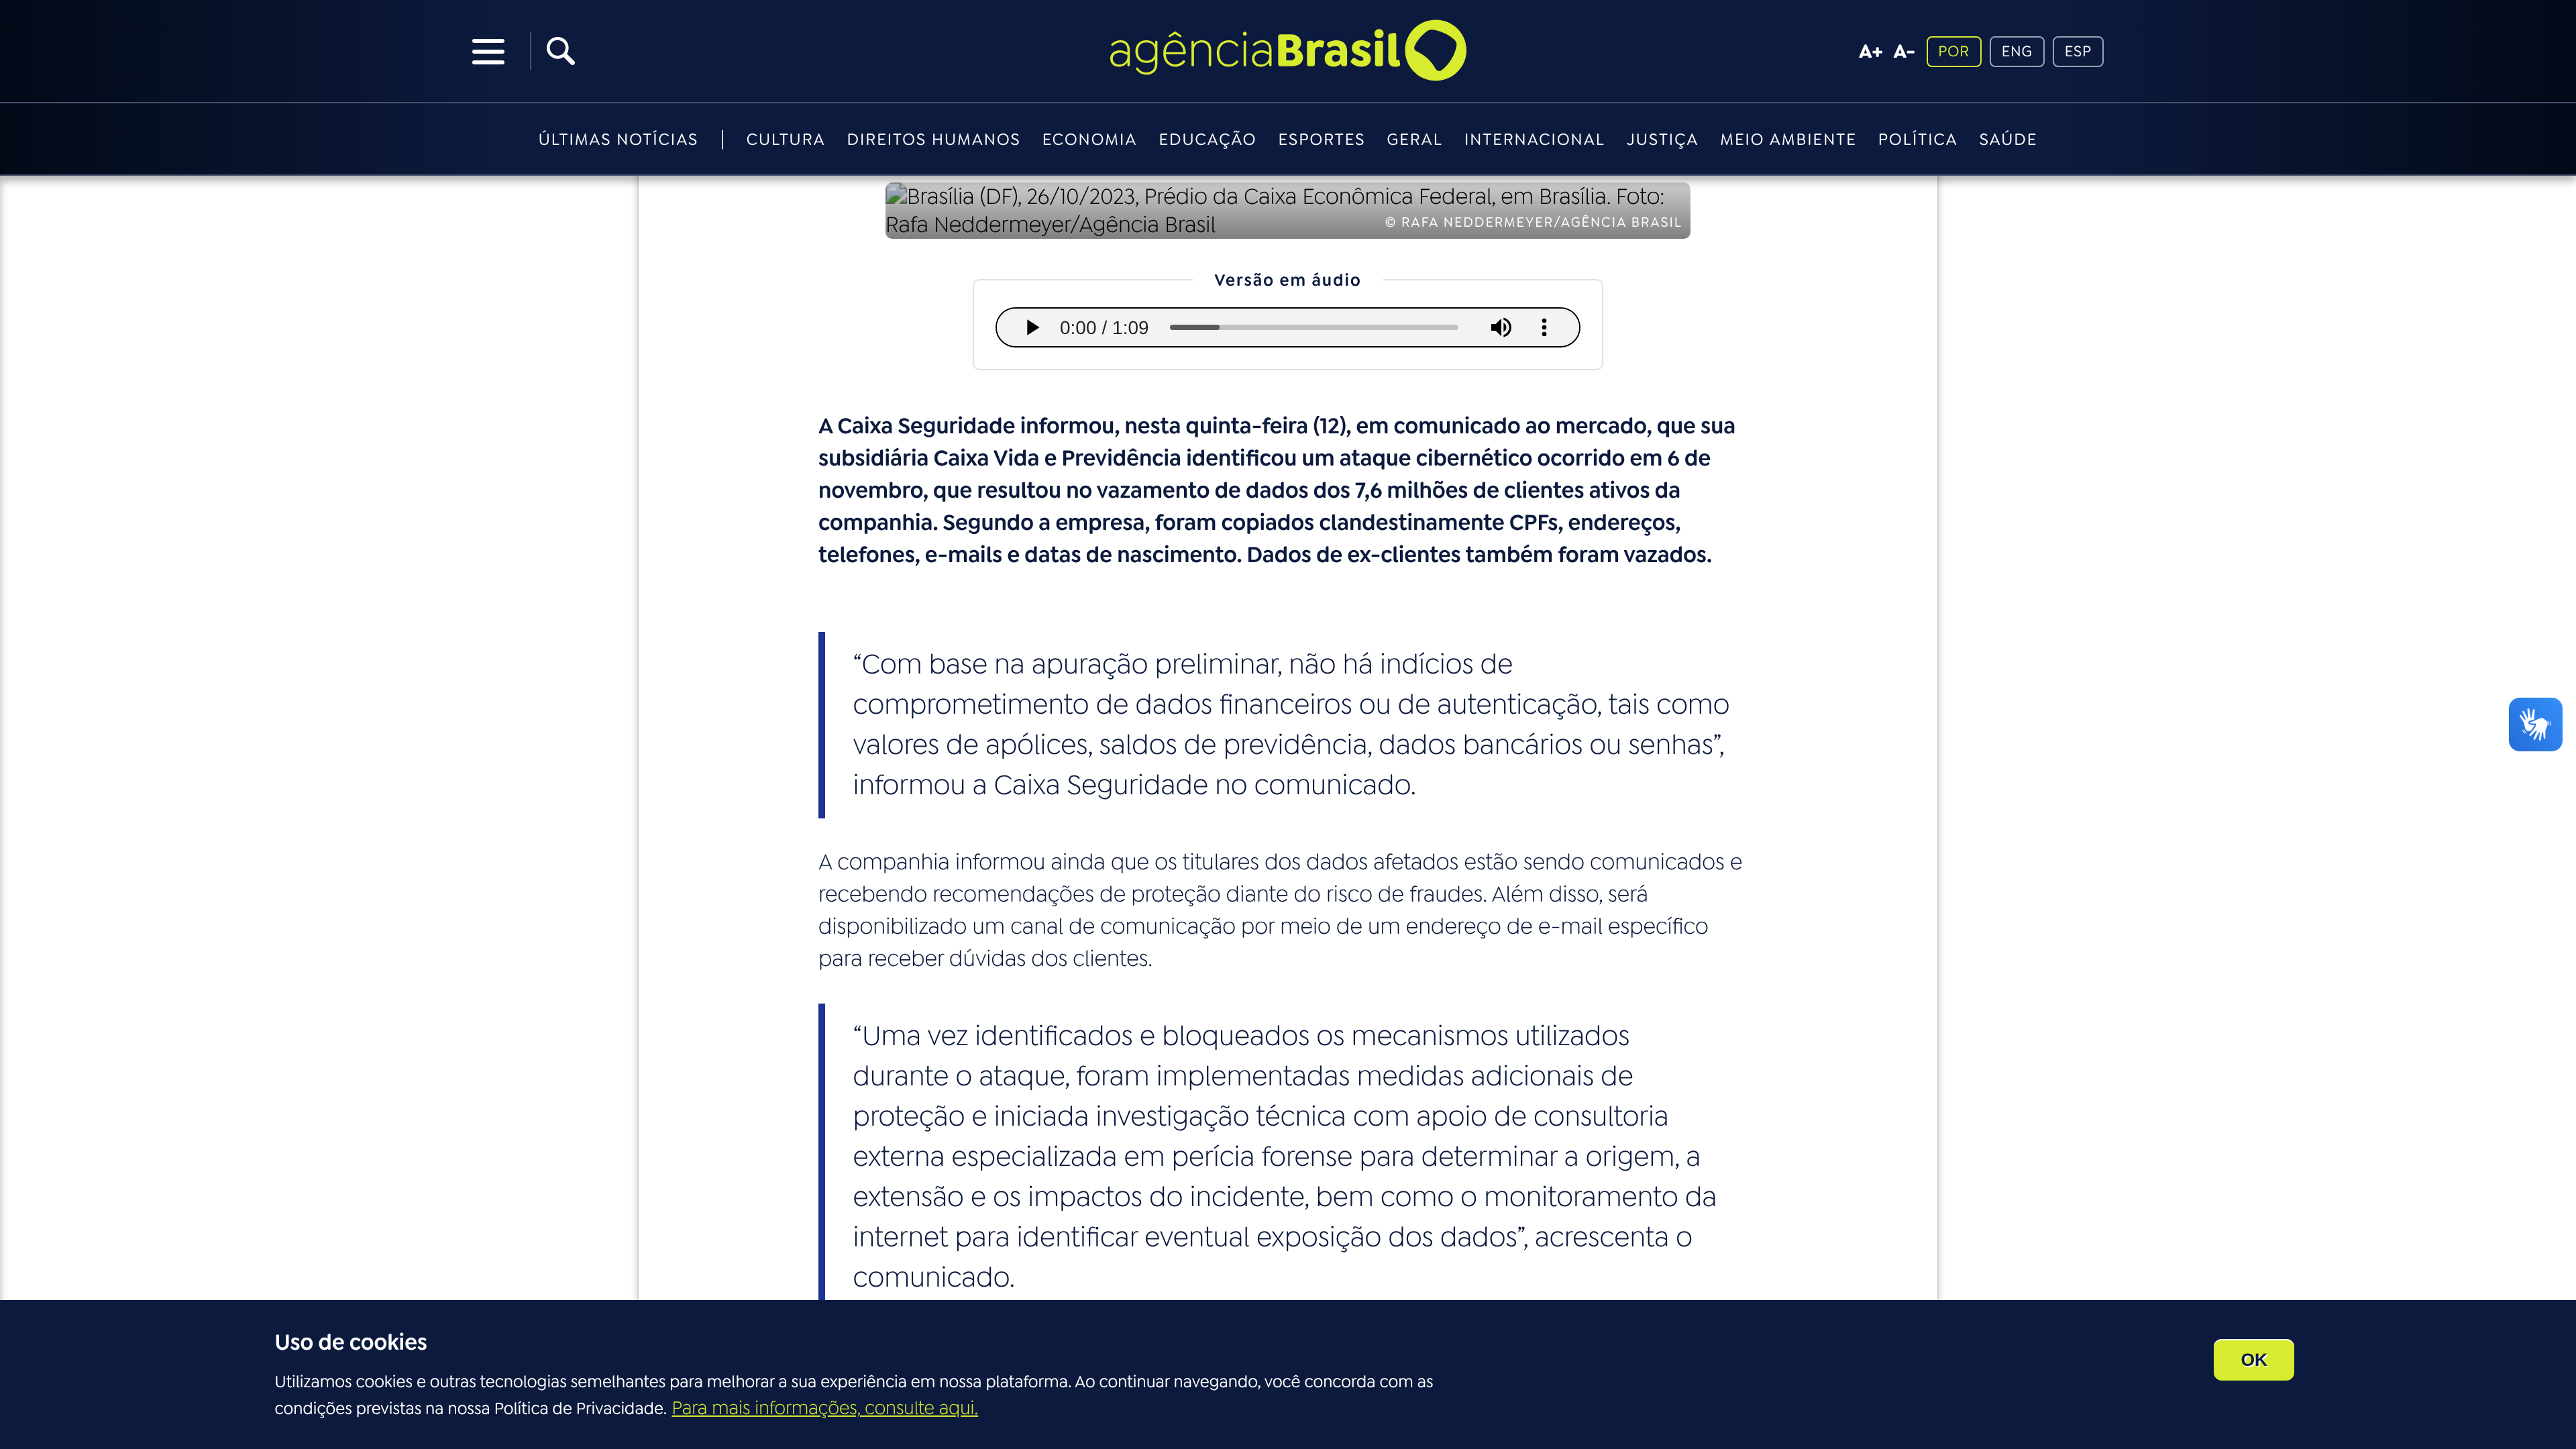 agênciaBrasil
A+ A- POR ENG ESP
ÚLTIMAS NOTÍCIAS | CULTURA DIREITOS HUMANOS ECONOMIA EDUCAÇÃO ESPORTES GERAL INTERNACIONAL JUSTIÇA MEIO AMBIENTE POLÍTICA SAÚDE
Brasília (DF), 26/10/2023, Prédio da Caixa Econômica Federal, em Brasília. Foto:
Rafa Neddermeyer/Agência Brasil
© RAFA NEDDERMEYER/AGÊNCIA BRASIL
Versão em áudio
0:00 / 1:09
A Caixa Seguridade informou, nesta quinta-feira (12), em comunicado ao mercado, que sua
subsidiária Caixa Vida e Previdência identificou um ataque cibernético ocorrido em 6 de
novembro, que resultou no vazamento de dados dos 7,6 milhões de clientes ativos da
companhia. Segundo a empresa, foram copiados clandestinamente CPFs, endereços,
telefones, e-mails e datas de nascimento. Dados de ex-clientes também foram vazados.
“Com base na apuração preliminar, não há indícios de
comprometimento de dados financeiros ou de autenticação, tais como
valores de apólices, saldos de previdência, dados bancários ou senhas”,
informou a Caixa Seguridade no comunicado.
A companhia informou ainda que os titulares dos dados afetados estão sendo comunicados e
recebendo recomendações de proteção diante do risco de fraudes. Além disso, será
disponibilizado um canal de comunicação por meio de um endereço de e-mail específico
para receber dúvidas dos clientes.
“Uma vez identificados e bloqueados os mecanismos utilizados
durante o ataque, foram implementadas medidas adicionais de
proteção e iniciada investigação técnica com apoio de consultoria
externa especializada em perícia forense para determinar a origem, a
extensão e os impactos do incidente, bem como o monitoramento da
internet para identificar eventual exposição dos dados”, acrescenta o
comunicado.
Uso de cookies
Utilizamos cookies e outras tecnologias semelhantes para melhorar a sua experiência em nossa plataforma. Ao continuar navegando, você concorda com as
condições previstas na nossa Política de Privacidade. Para mais informações, consulte aqui.
OK